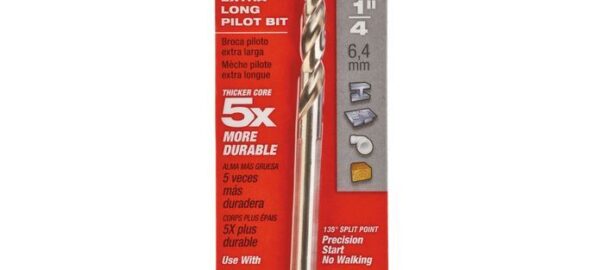 LONG
PILOT BIT
Broca piloto
extra larga
Mèche pilote
extra longue
THICKER CORE
5X
MORE
DURABLE
ALMA MÁS GRUESA
5 veces
más
duradera
CORPS PLUS ÉPAIS
5X plus
durable
Use With
1"
4
6,4
mm
135° SPLIT POINT
Precision
Start
No Walking